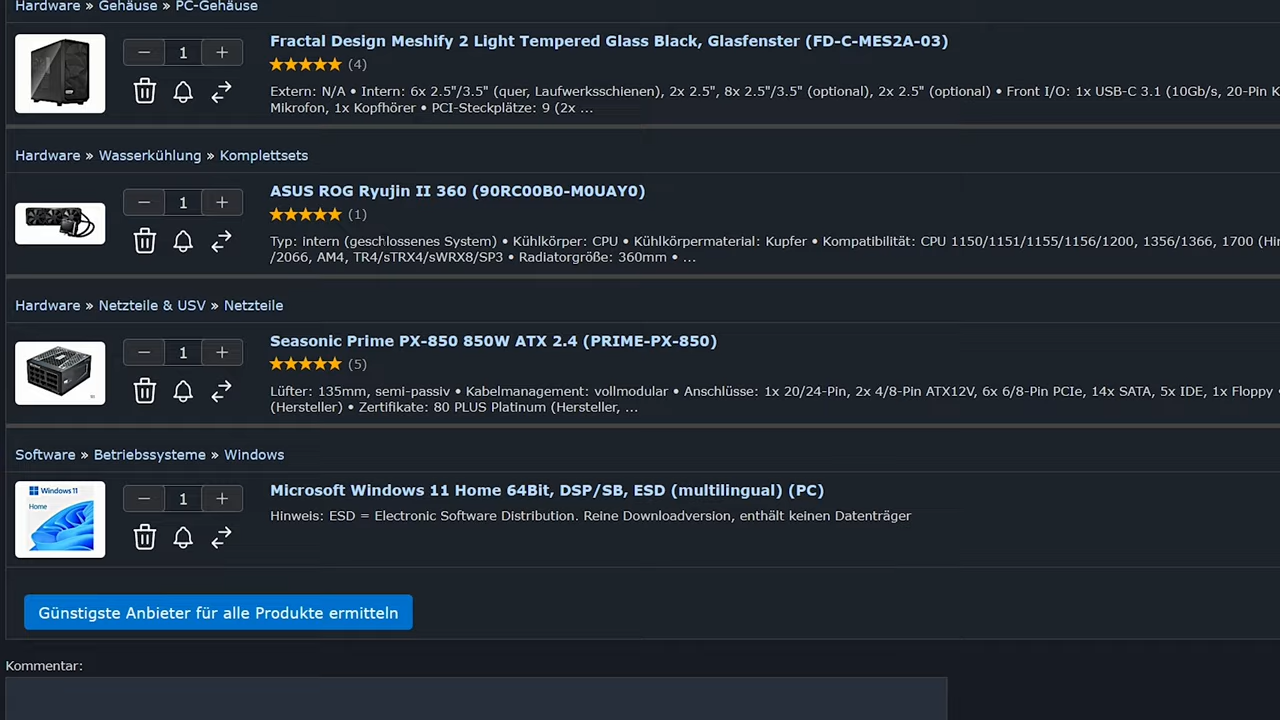 Hardware » Gehäuse » PC-Gehäuse
1
Fractal Design Meshify 2 Light Tempered Glass Black, Glasfenster (FD-C-MES2A-03)
(4)
Extern: N/A • Intern: 6x 2.5"/3.5" (quer, Laufwerksschienen), 2x 2.5", 8x 2.5"/3.5" (optional), 2x 2.5" (optional) • Front I/O: 1x USB-C 3.1 (10Gb/s, 20-Pin K
Mikrofon, 1x Kopfhörer • PCI-Steckplätze: 9 (2x ...
Hardware » Wasserkühlung » Komplettsets
1
ASUS ROG Ryujin II 360 (90RC00B0-M0UAY0)
(1)
Typ: intern (geschlossenes System) • Kühlkörper: CPU • Kühlkörpermaterial: Kupfer • Kompatibilität: CPU 1150/1151/1155/1156/1200, 1356/1366, 1700 (Hin
/2066, AM4, TR4/sTRX4/sWRX8/SP3 • Radiatorgröße: 360mm • ...
Hardware » Netzteile & USV » Netzteile
1
Seasonic Prime PX-850 850W ATX 2.4 (PRIME-PX-850)
(5)
Lüfter: 135mm, semi-passiv • Kabelmanagement: vollmodular • Anschlüsse: 1x 20/24-Pin, 2x 4/8-Pin ATX12V, 6x 6/8-Pin PCIe, 14x SATA, 5x IDE, 1x Floppy •
(Hersteller) • Zertifikate: 80 PLUS Platinum (Hersteller, ...
Software » Betriebssysteme » Windows
Windows 11
Home
1
Microsoft Windows 11 Home 64Bit, DSP/SB, ESD (multilingual) (PC)
Hinweis: ESD = Electronic Software Distribution. Reine Downloadversion, enthält keinen Datenträger
Günstigste Anbieter für alle Produkte ermitteln
Kommentar: